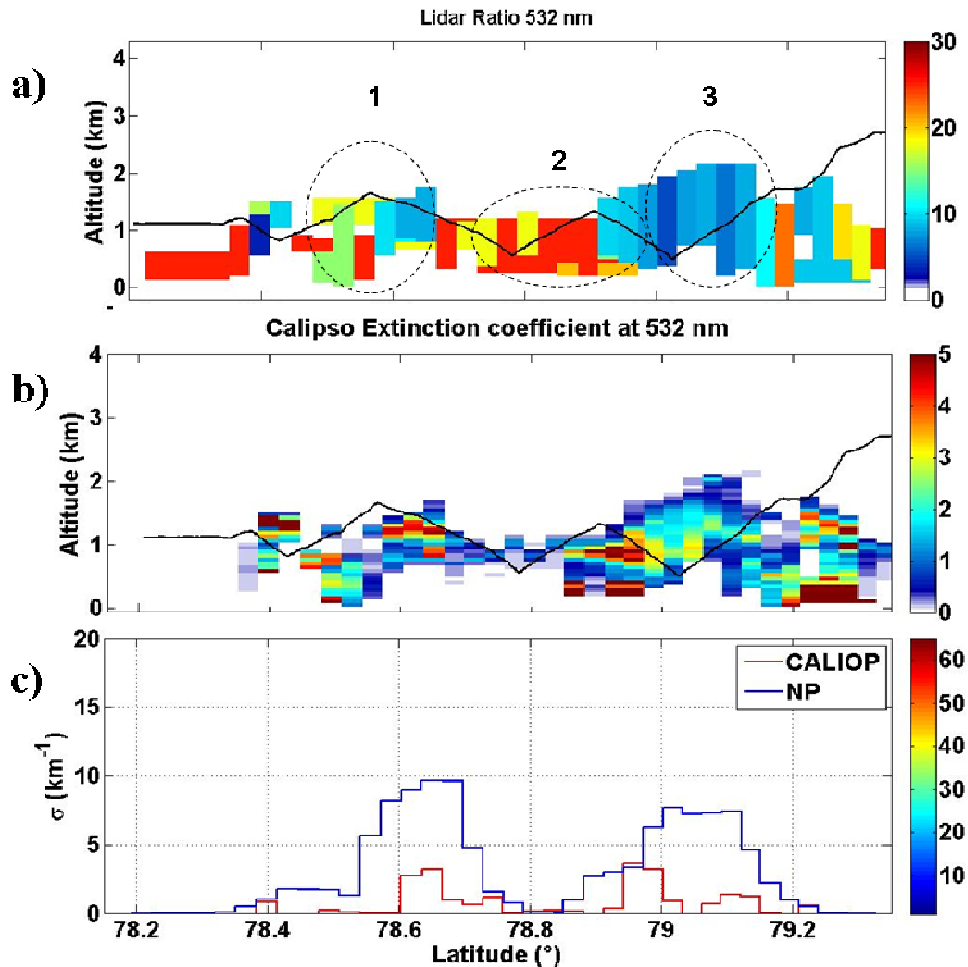 Lidar Ratio 532 nm
a)
Altitude (km)
4
3
2
1
0
-
1
2
3
30
20
10
0
Calipso Extinction coefficient at 532 nm
b)
Altitude (km)
4
3
2
1
0
5
4
3
2
1
0
c)
σ (km⁻¹)
20
15
10
5
0
CALIOP
NP
60
50
40
30
20
10
78.2 78.4 78.6 78.8 79 79.2
Latitude (°)